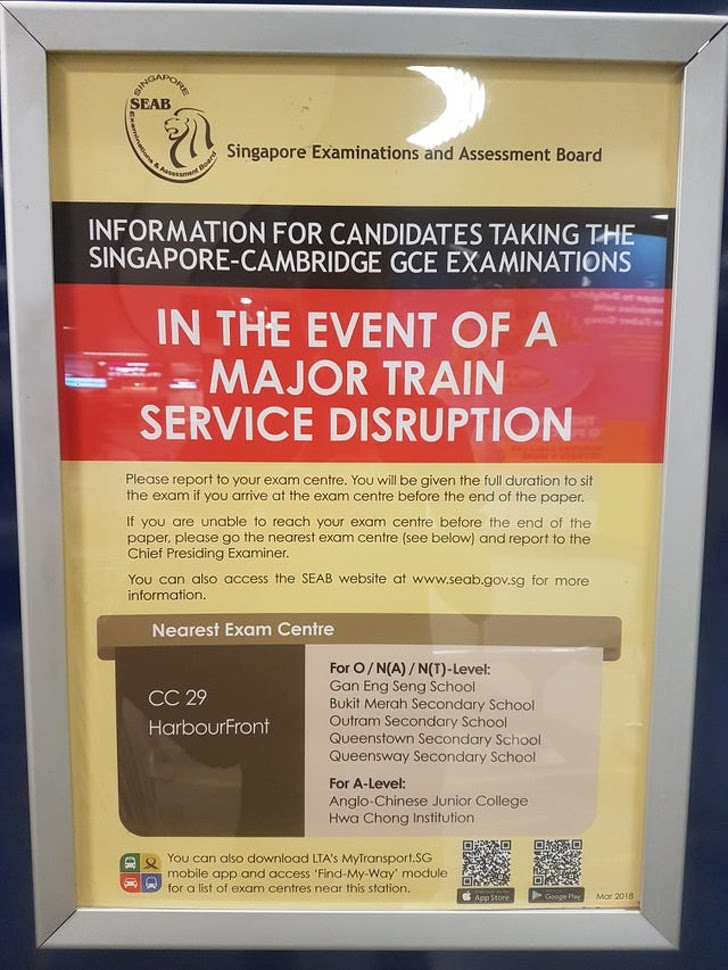 SINGAPORE
SEAB
Examinations & Assessment Board
Singapore Examinations and Assessment Board
INFORMATION FOR CANDIDATES TAKING THE
SINGAPORE-CAMBRIDGE GCE EXAMINATIONS
IN THE EVENT OF A
MAJOR TRAIN
SERVICE DISRUPTION
Please report to your exam centre. You will be given the full duration to sit
the exam if you arrive at the exam centre before the end of the paper.
If you are unable to reach your exam centre before the end of the
paper, please go the nearest exam centre (see below) and report to the
Chief Presiding Examiner.
You can also access the SEAB website at www.seab.gov.sg for more
information.
Nearest Exam Centre
CC 29
HarbourFront
For O / N(A) / N(T)-Level:
Gan Eng Seng School
Bukit Merah Secondary School
Outram Secondary School
Queenstown Secondary School
Queensway Secondary School
For A-Level:
Anglo-Chinese Junior College
Hwa Chong Institution
You can also download LTA's MyTransport.SG
mobile app and access 'Find-My-Way' module
for a list of exam centres near this station.
App Store
Google Play
Mar 2018